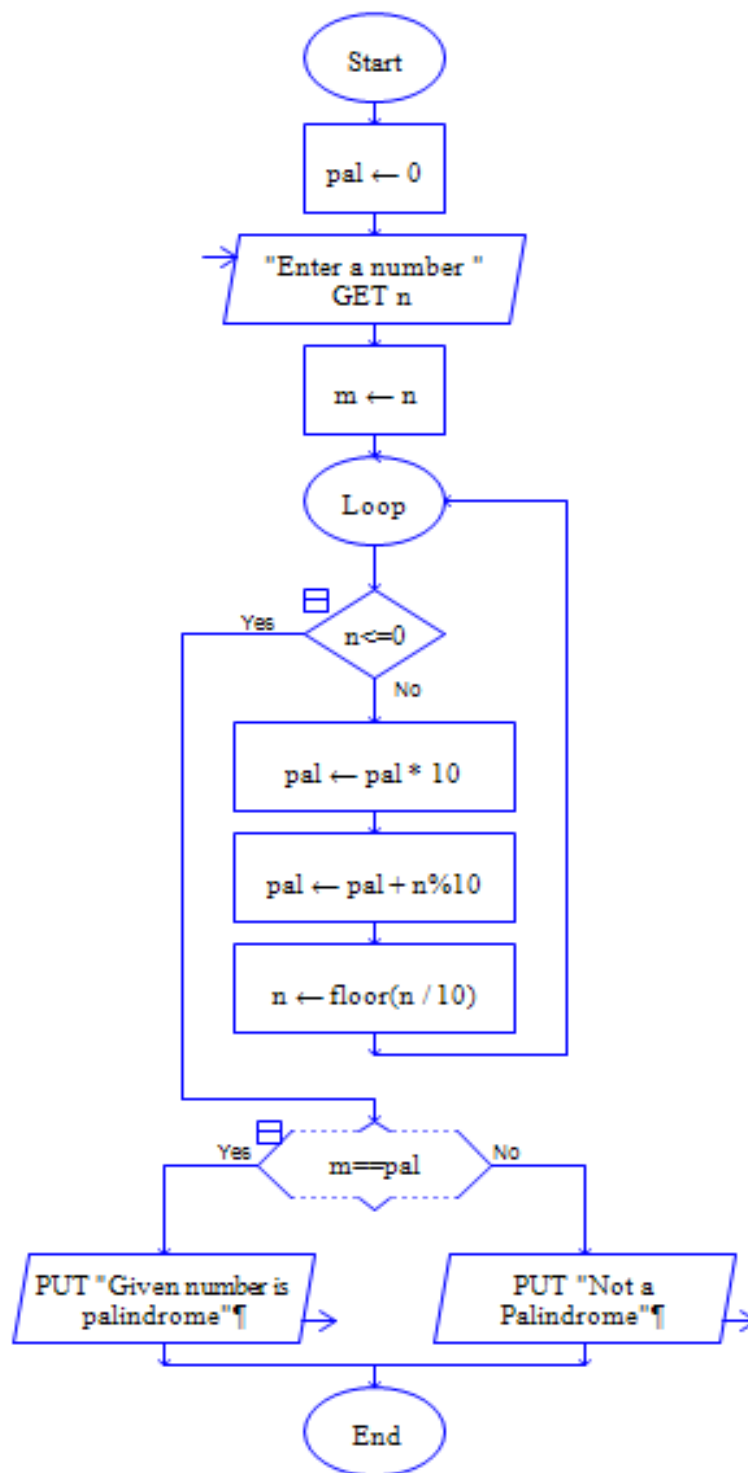 Start
pal ← 0
"Enter a number "
GET n
m ← n
Loop
Yes
n<=0
No
pal ← pal * 10
pal ← pal + n%10
n ← floor(n / 10)
Yes
m==pal
No
PUT "Given number is
palindrome"¶
PUT "Not a
Palindrome"¶
End